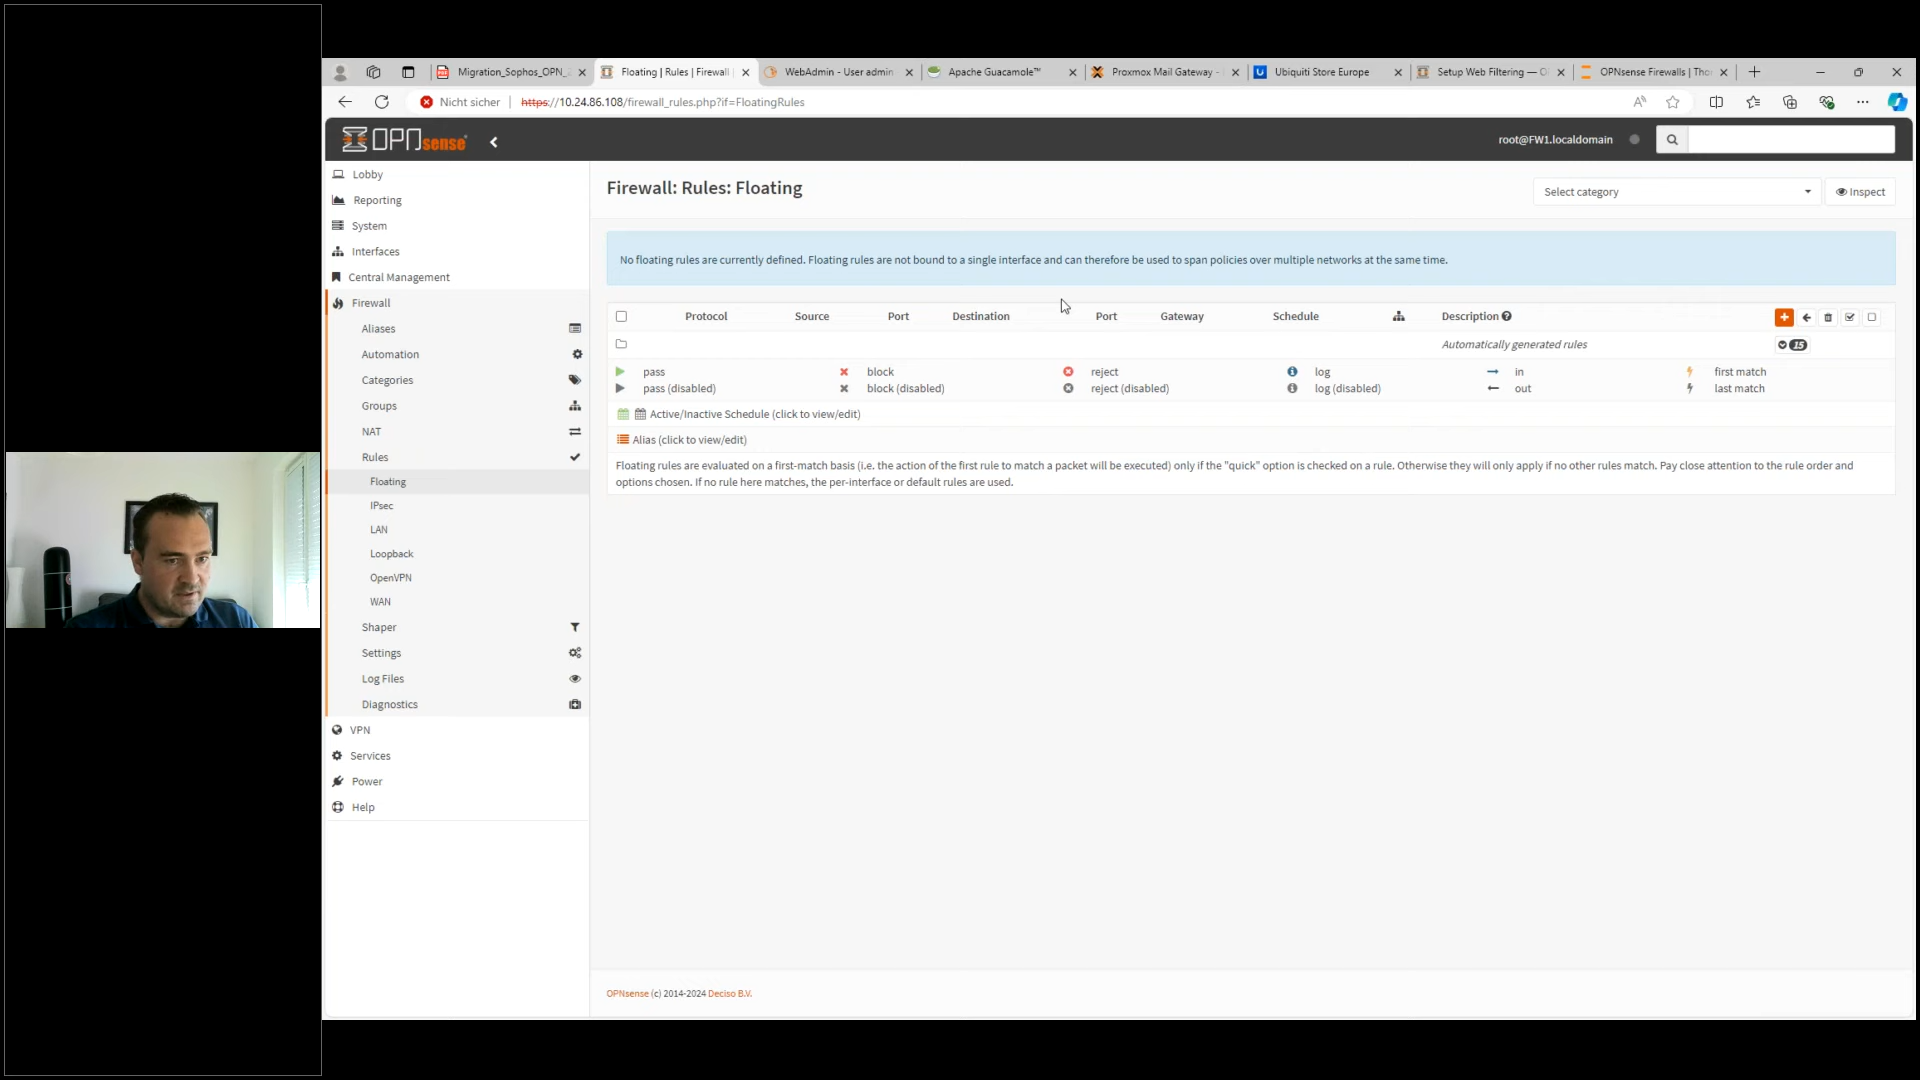 Migration_Sophos_OPN_
Floating | Rules | Firewall
WebAdmin - User admin
Apache Guacamole™
Proxmox Mail Gateway -
Ubiquiti Store Europe
Setup Web Filtering — O
OPNsense Firewalls | Tho
Nicht sicher
https://10.24.86.108/firewall_rules.php?if=FloatingRules
OPNsense
root@FW1.localdomain
Lobby
Reporting
System
Interfaces
Central Management
Firewall
Aliases
Automation
Categories
Groups
NAT
Rules
Floating
IPsec
LAN
Loopback
OpenVPN
WAN
Shaper
Settings
Log Files
Diagnostics
VPN
Services
Power
Help
Firewall: Rules: Floating
Select category
Inspect
No floating rules are currently defined. Floating rules are not bound to a single interface and can therefore be used to span policies over multiple networks at the same time.
Protocol Source Port Destination Port Gateway Schedule Description
Automatically generated rules 15
pass block reject log in first match
pass (disabled) block (disabled) reject (disabled) log (disabled) out last match
Active/Inactive Schedule (click to view/edit)
Alias (click to view/edit)
Floating rules are evaluated on a first-match basis (i.e. the action of the first rule to match a packet will be executed) only if the "quick" option is checked on a rule. Otherwise they will only apply if no other rules match. Pay close attention to the rule order and
options chosen. If no rule here matches, the per-interface or default rules are used.
OPNsense (c) 2014-2024 Deciso B.V.